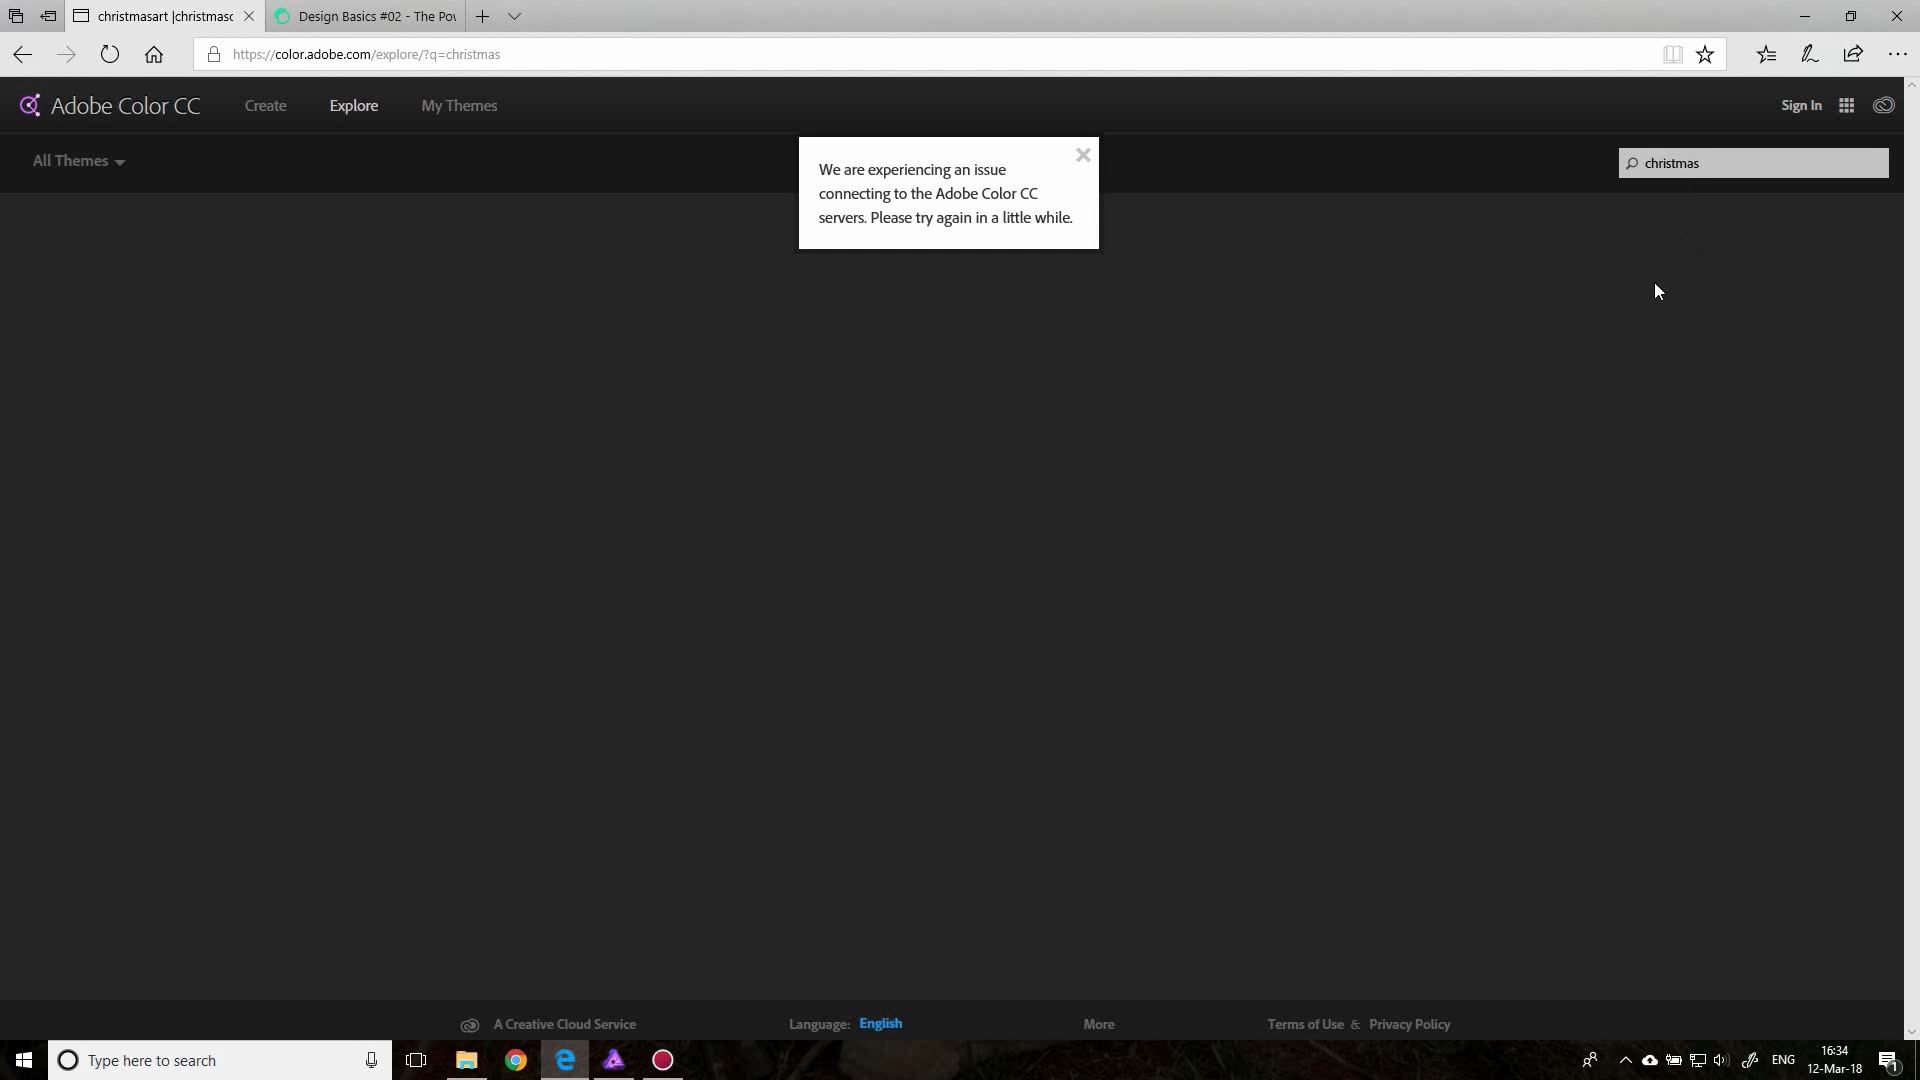 christmasart |christmasc
Design Basics #02 - The Pov
https://color.adobe.com/explore/?q=christmas
Adobe Color CC
Create
Explore
My Themes
Sign In
All Themes
christmas
We are experiencing an issue
connecting to the Adobe Color CC
servers. Please try again in a little while.
A Creative Cloud Service
Language: English
More
Terms of Use & Privacy Policy
Type here to search
ENG
16:34
12-Mar-18
1